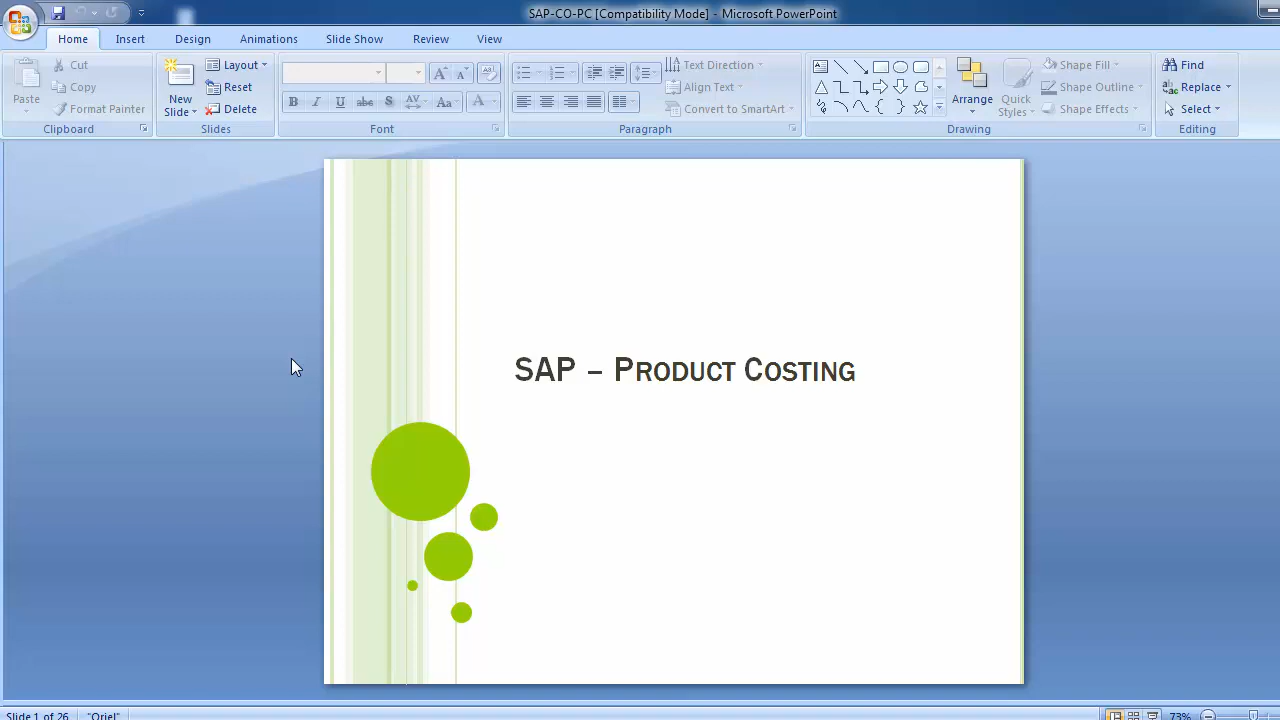 SAP-CO-PC [Compatibility Mode] - Microsoft PowerPoint
Home Insert Design Animations Slide Show Review View
Paste
Cut
Copy
Format Painter
Clipboard
New
Slide
Layout
Reset
Delete
Slides
B I U abc S AV Aa A
Font
Text Direction
Align Text
Convert to SmartArt
Paragraph
Arrange
Quick
Styles
Shape Fill
Shape Outline
Shape Effects
Drawing
Find
Replace
Select
Editing
SAP – PRODUCT COSTING
Slide 1 of 26 "Oriel" 73%